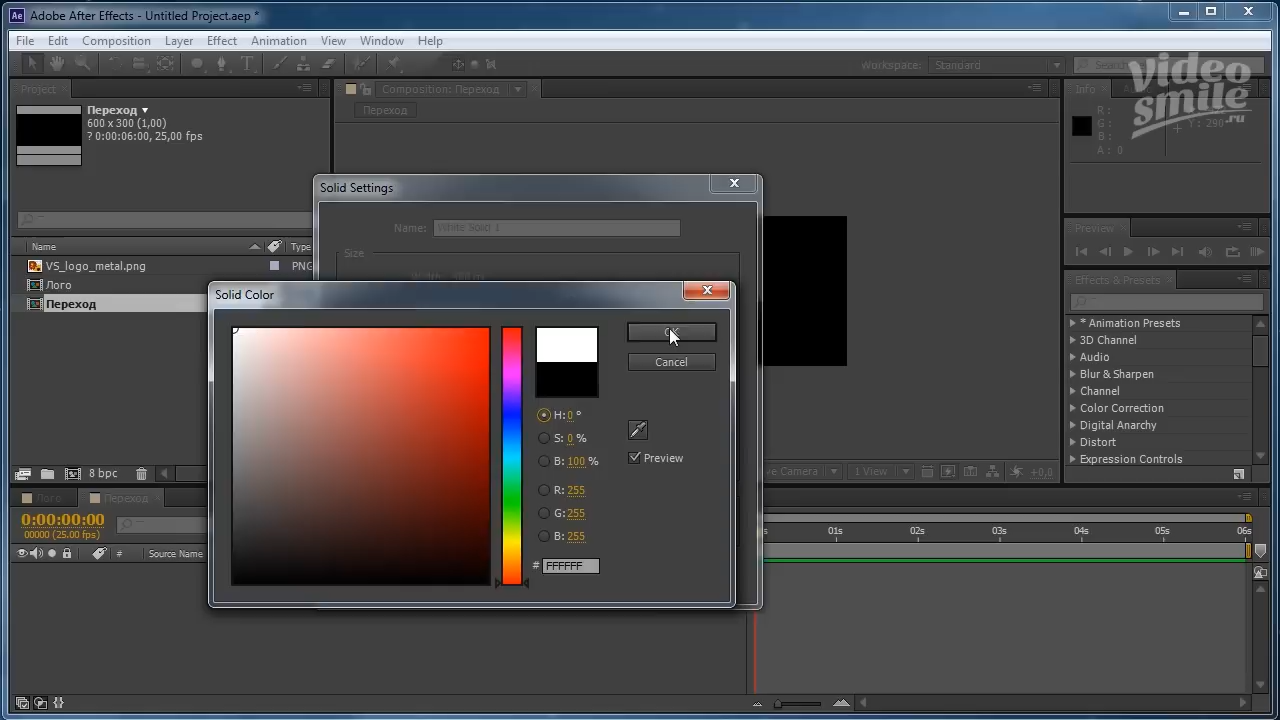 Adobe After Effects - Untitled Project.aep *
File Edit Composition Layer Effect Animation View Window Help
Workspace: Standard
video
smile
.ru
Project
Переход
600 x 300 (1,00)
? 0:00:06:00, 25,00 fps
Composition: Переход
Переход
Info
R :
G :
B :
A : 0
Y : 290
Name Type
VS_logo_metal.png PNG
Лого
Переход
8 bpc
Solid Settings
Name: White Solid 1
Size
Solid Color
OK
Cancel
H: 0 °
S: 0 %
B: 100 %
R: 255
G: 255
B: 255
# FFFFFF
Preview
Preview
Effects & Presets
* Animation Presets
3D Channel
Audio
Blur & Sharpen
Channel
Color Correction
Digital Anarchy
Distort
Expression Controls
Camera 1 View +0,0
Лого Переход
0:00:00:00
00000 (25.00 fps)
# Source Name
01s 02s 03s 04s 05s 06s